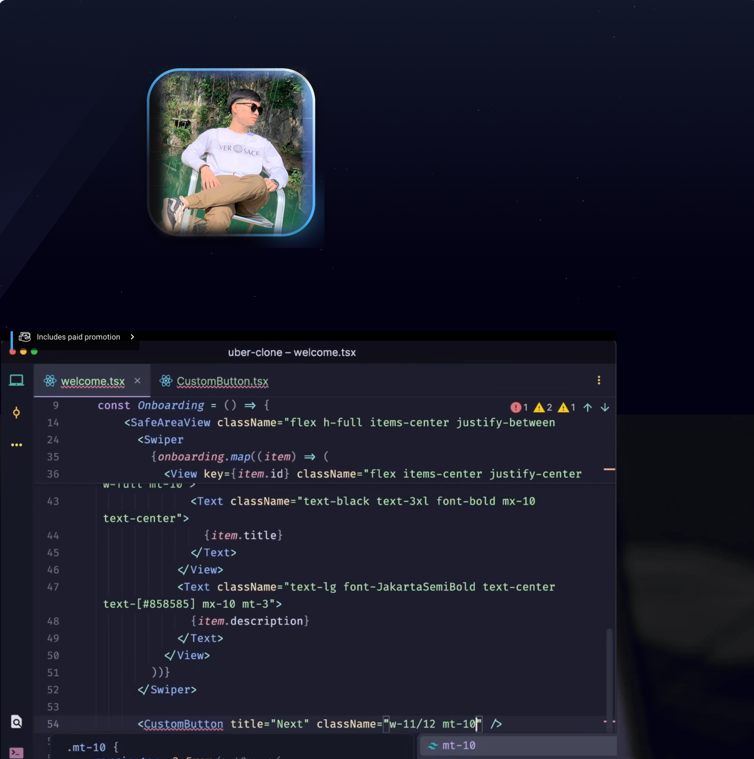 VERSACE
Includes paid promotion
uber-clone – welcome.tsx
welcome.tsx
CustomButton.tsx
9 const Onboarding = () => {
1 2 1
14 <SafeAreaView className="flex h-full items-center justify-between
24 <Swiper
35 {onboarding.map((item) => (
36 <View key={item.id} className="flex items-center justify-center
w-full mt-10">
43 <Text className="text-black text-3xl font-bold mx-10
text-center">
44 {item.title}
45 </Text>
46 </View>
47 <Text className="text-lg font-JakartaSemiBold text-center
text-[#858585] mx-10 mt-3">
48 {item.description}
49 </Text>
50 </View>
51 ))}
52 </Swiper>
53
54 <CustomButton title="Next" className="w-11/12 mt-10" />
.mt-10 {
mt-10